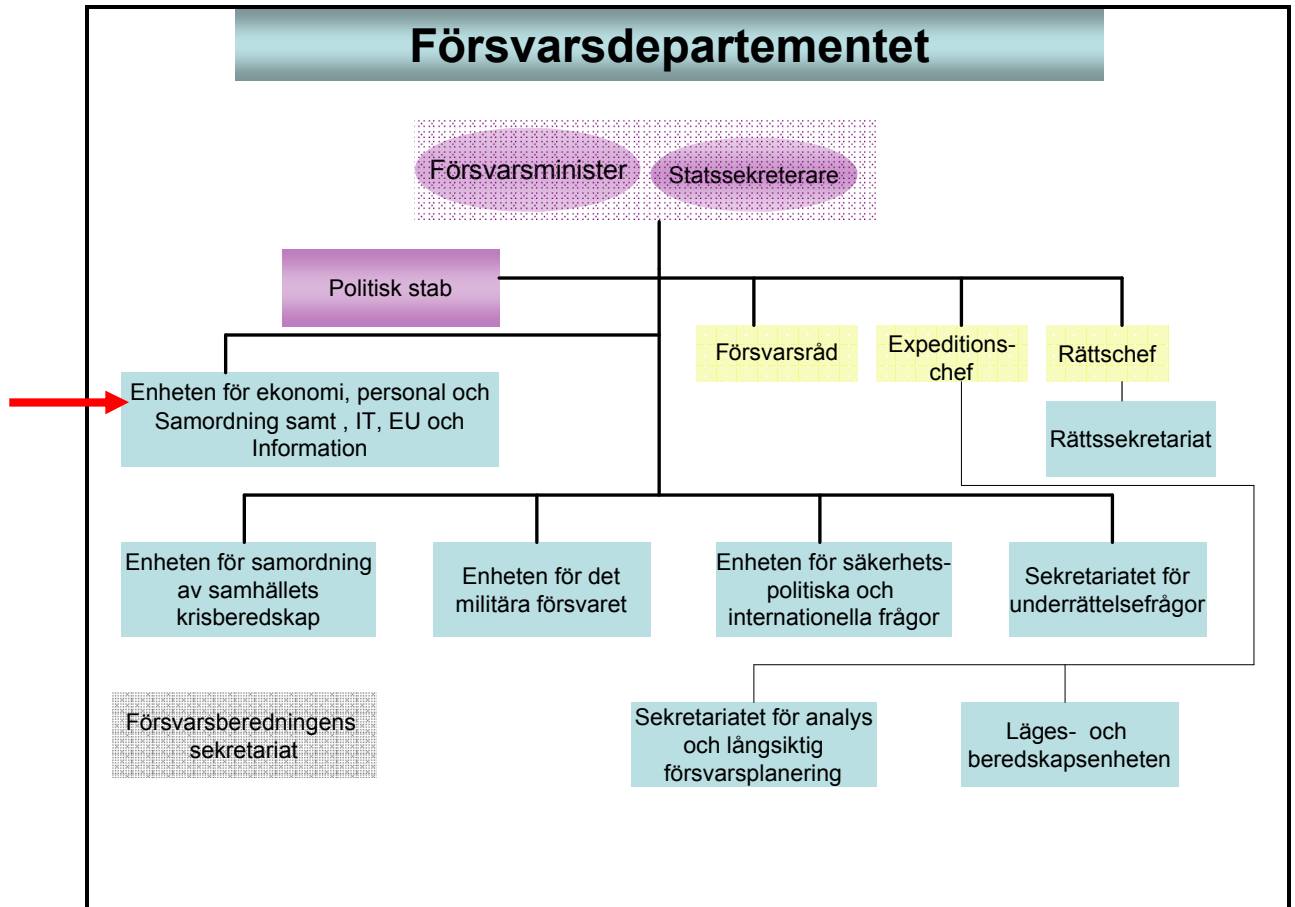 Försvarsdepartementet
Försvarsminister
Statssekreterare
Politisk stab
Försvarsråd
Expeditions-
chef
Rättschef
Enheten för ekonomi, personal och
Samordning samt , IT, EU och
Information
Rättssekretariat
Enheten för samordning
av samhällets
krisberedskap
Enheten för det
militära försvaret
Enheten för säkerhets-
politiska och
internationella frågor
Sekretariatet för
underrättelsefrågor
Försvarsberedningens
sekretariat
Sekretariatet för analys
och långsiktig
försvarsplanering
Läges- och
beredskapsenheten